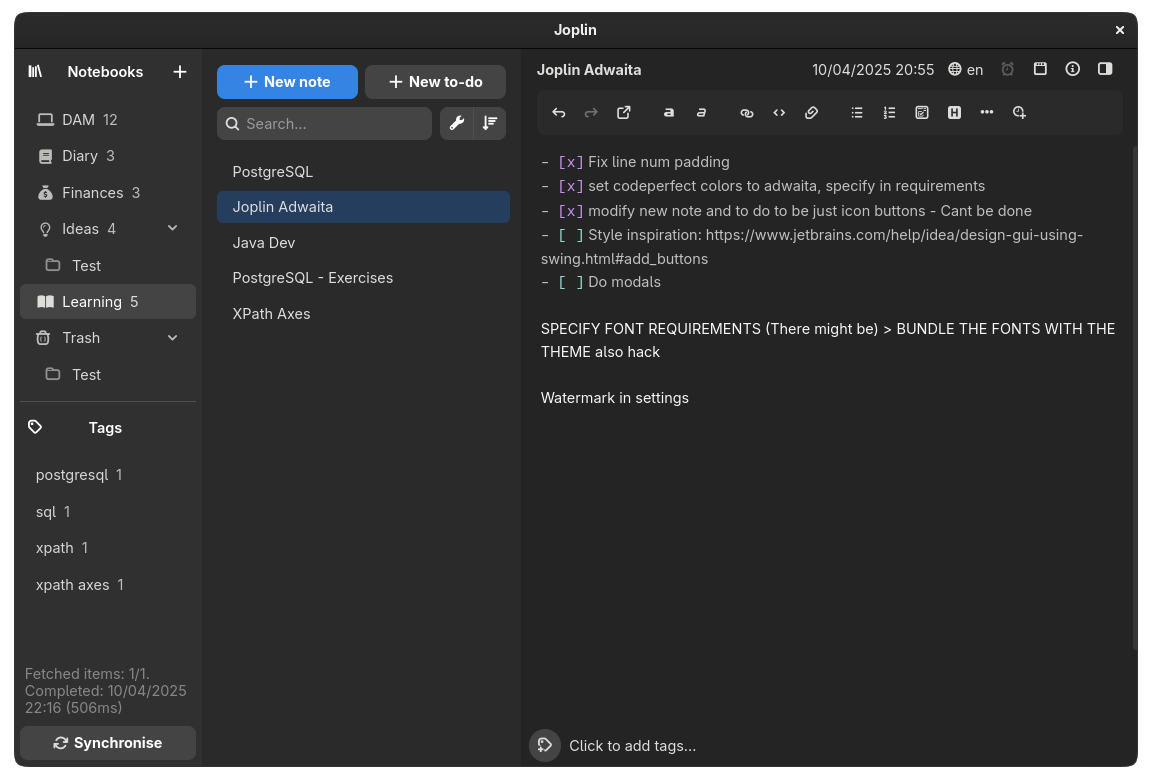 Joplin
Notebooks
DAM 12
Diary 3
Finances 3
Ideas 4
Test
Learning 5
Trash
Test
Tags
postgresql 1
sql 1
xpath 1
xpath axes 1
Fetched items: 1/1.
Completed: 10/04/2025
22:16 (506ms)
Synchronise
New note
New to-do
Search...
PostgreSQL
Joplin Adwaita
Java Dev
PostgreSQL - Exercises
XPath Axes
Joplin Adwaita
10/04/2025 20:55
en
- [x] Fix line num padding
- [x] set codeperfect colors to adwaita, specify in requirements
- [x] modify new note and to do to be just icon buttons - Cant be done
- [ ] Style inspiration: https://www.jetbrains.com/help/idea/design-gui-using-
swing.html#add_buttons
- [ ] Do modals
SPECIFY FONT REQUIREMENTS (There might be) > BUNDLE THE FONTS WITH THE
THEME also hack
Watermark in settings
Click to add tags...